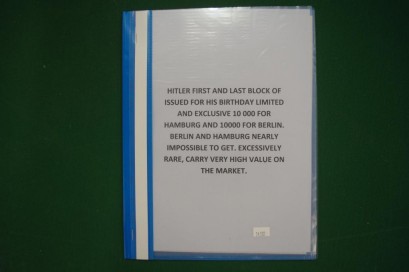 HITLER FIRST AND LAST BLOCK OF
ISSUED FOR HIS BIRTHDAY LIMITED
AND EXCLUSIVE 10 000 FOR
HAMBURG AND 10000 FOR BERLIN.
BERLIN AND HAMBURG NEARLY
IMPOSSIBLE TO GET. EXCESSIVELY
RARE, CARRY VERY HIGH VALUE ON
THE MARKET.